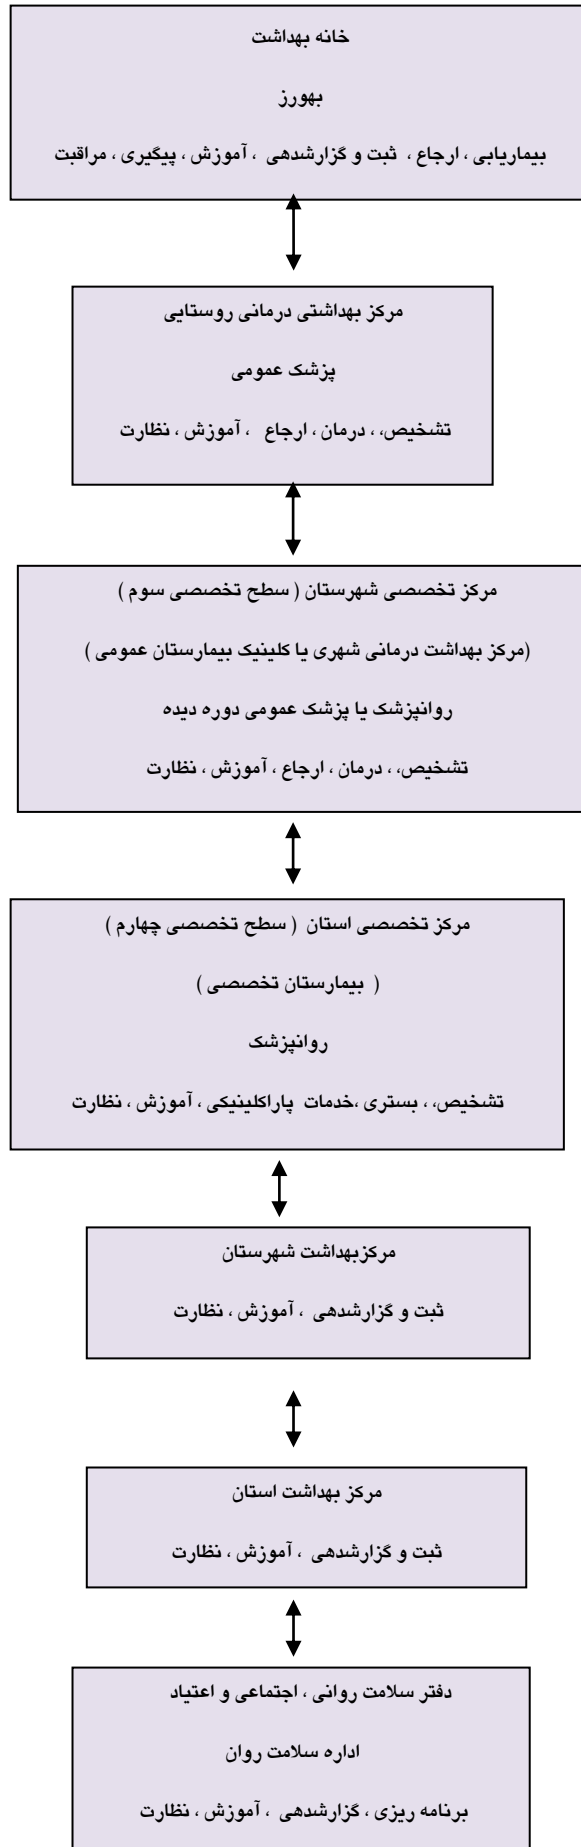 خانه بهداشت
بهورز
بیماریابی ، ارجاع ، ثبت و گزارشدهی ، آموزش ، پیگیری ، مراقبت
مرکز بهداشتی درمانی روستایی
پزشک عمومی
تشخیص، ، درمان ، ارجاع ، آموزش ، نظارت
مرکز تخصصی شهرستان ( سطح تخصصی سوم )
(مرکز بهداشت درمانی شهری یا کلینیک بیمارستان عمومی )
روانپزشک یا پزشک عمومی دوره دیده
تشخیص، ، درمان ، ارجاع ، آموزش ، نظارت
مرکز تخصصی استان ( سطح تخصصی چهارم )
( بیمارستان تخصصی )
روانپزشک
تشخیص، ، بستری ،خدمات پاراکلینیکی ، آموزش ، نظارت
مرکزبهداشت شهرستان
ثبت و گزارشدهی ، آموزش ، نظارت
مرکز بهداشت استان
ثبت و گزارشدهی ، آموزش ، نظارت
دفتر سلامت روانی ، اجتماعی و اعتیاد
اداره سلامت روان
برنامه ریزی ، گزارشدهی ، آموزش ، نظارت